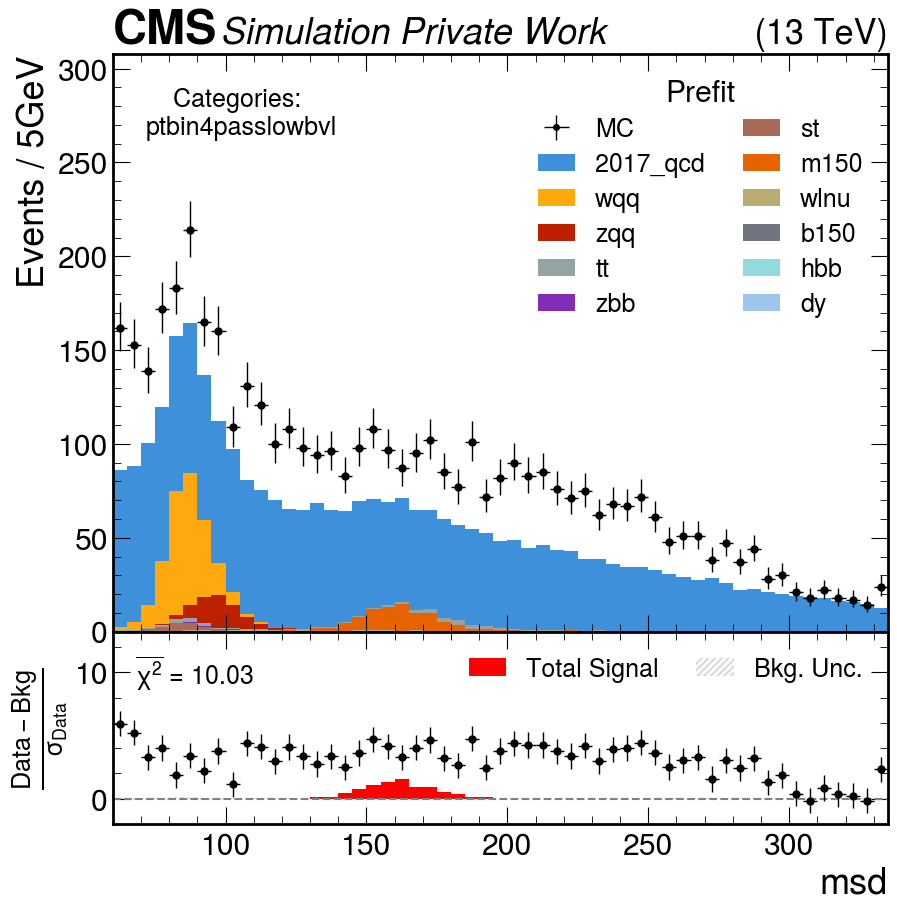 CMS Simulation Private Work (13 TeV)
Events / 5GeV
300
250
200
150
100
50
0
Categories:
ptbin4passlowbvl
Prefit
MC
2017_qcd
wqq
zqq
tt
zbb
st
m150
wlnu
b150
hbb
dy
Data – Bkg
σData
10
0
χ² = 10.03
Total Signal
Bkg. Unc.
100 150 200 250 300
msd